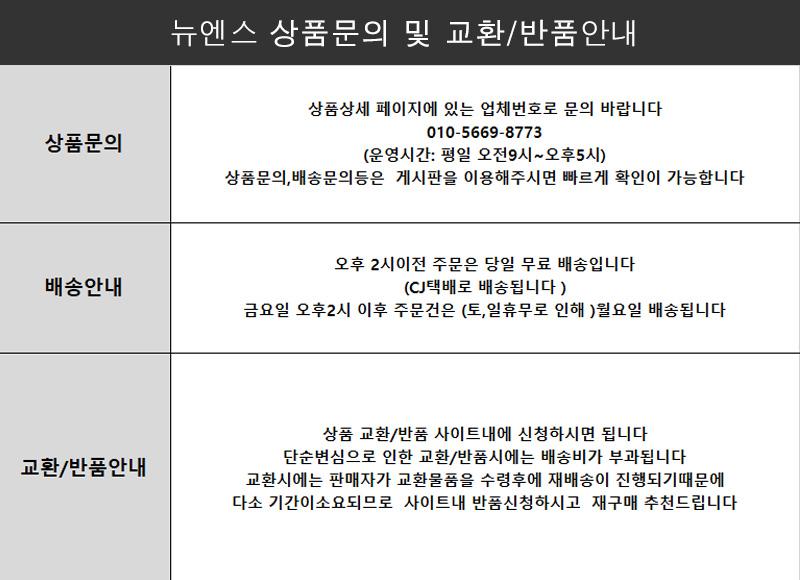 뉴엔스 상품문의 및 교환/반품안내
상품문의
상품상세 페이지에 있는 업체번호로 문의 바랍니다
010-5669-8773
(운영시간: 평일 오전9시~오후5시)
상품문의,배송문의등은 게시판을 이용해주시면 빠르게 확인이 가능합니다
배송안내
오후 2시이전 주문은 당일 무료 배송입니다
(CJ택배로 배송됩니다 )
금요일 오후2시 이후 주문건은 (토,일휴무로 인해 )월요일 배송됩니다
교환/반품안내
상품 교환/반품 사이트내에 신청하시면 됩니다
단순변심으로 인한 교환/반품시에는 배송비가 부과됩니다
교환시에는 판매자가 교환물품을 수령후에 재배송이 진행되기때문에
다소 기간이소요되므로 사이트내 반품신청하시고 재구매 추천드립니다